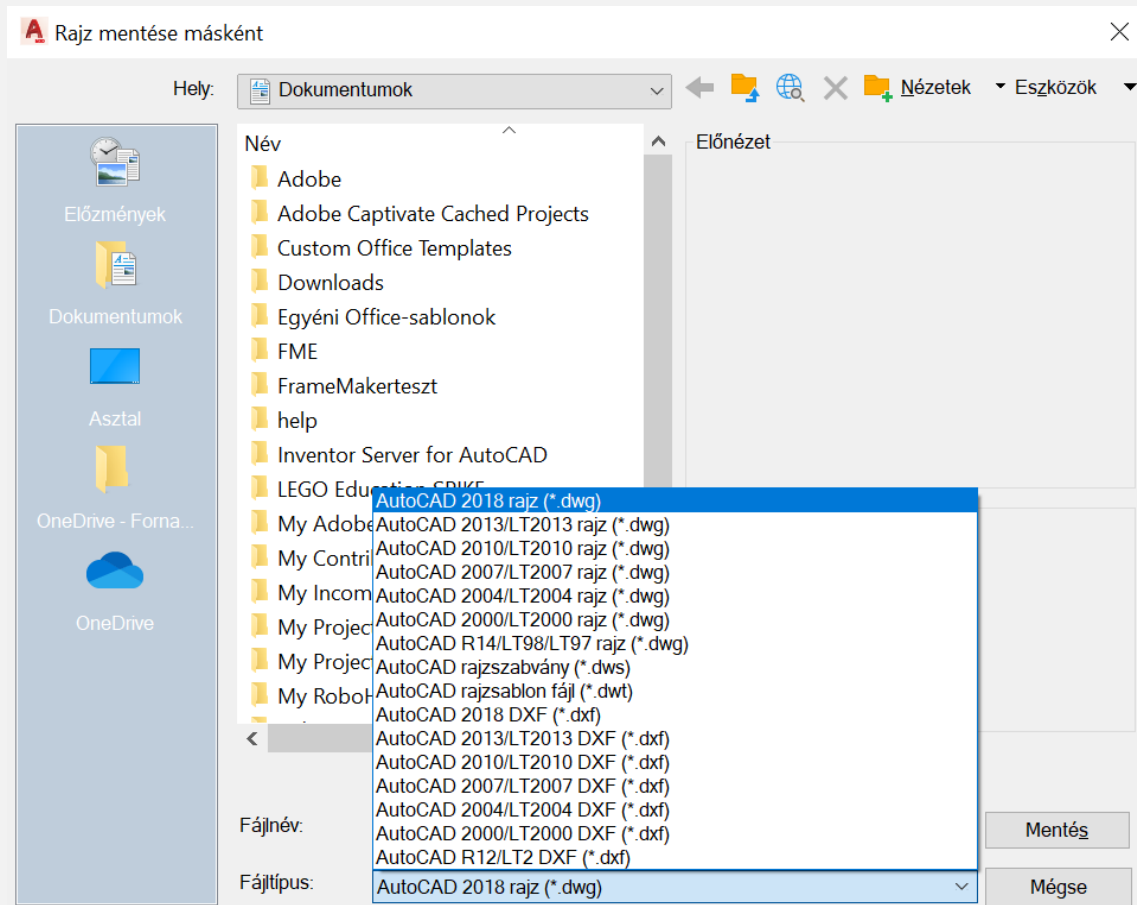 Rajz mentése másként
Hely:
Dokumentumok
Nézetek
Eszközök
Előzmények
Dokumentumok
Asztal
OneDrive - Forna...
OneDrive
Név
Adobe
Adobe Captivate Cached Projects
Custom Office Templates
Downloads
Egyéni Office-sablonok
FME
FrameMakerteszt
help
Inventor Server for AutoCAD
LEGO Education SPIKE
My Adobe
My
My
My
My
My
Előnézet
AutoCAD 2018 rajz (*.dwg)
AutoCAD 2013/LT2013 rajz (*.dwg)
AutoCAD 2010/LT2010 rajz (*.dwg)
AutoCAD 2007/LT2007 rajz (*.dwg)
AutoCAD 2004/LT2004 rajz (*.dwg)
AutoCAD 2000/LT2000 rajz (*.dwg)
AutoCAD R14/LT98/LT97 rajz (*.dwg)
AutoCAD rajzszabvány (*.dws)
AutoCAD rajzsablon fájl (*.dwt)
AutoCAD 2018 DXF (*.dxf)
AutoCAD 2013/LT2013 DXF (*.dxf)
AutoCAD 2010/LT2010 DXF (*.dxf)
AutoCAD 2007/LT2007 DXF (*.dxf)
AutoCAD 2004/LT2004 DXF (*.dxf)
AutoCAD 2000/LT2000 DXF (*.dxf)
AutoCAD R12/LT2 DXF (*.dxf)
Fájlnév:
Mentés
Fájltípus:
AutoCAD 2018 rajz (*.dwg)
Mégse